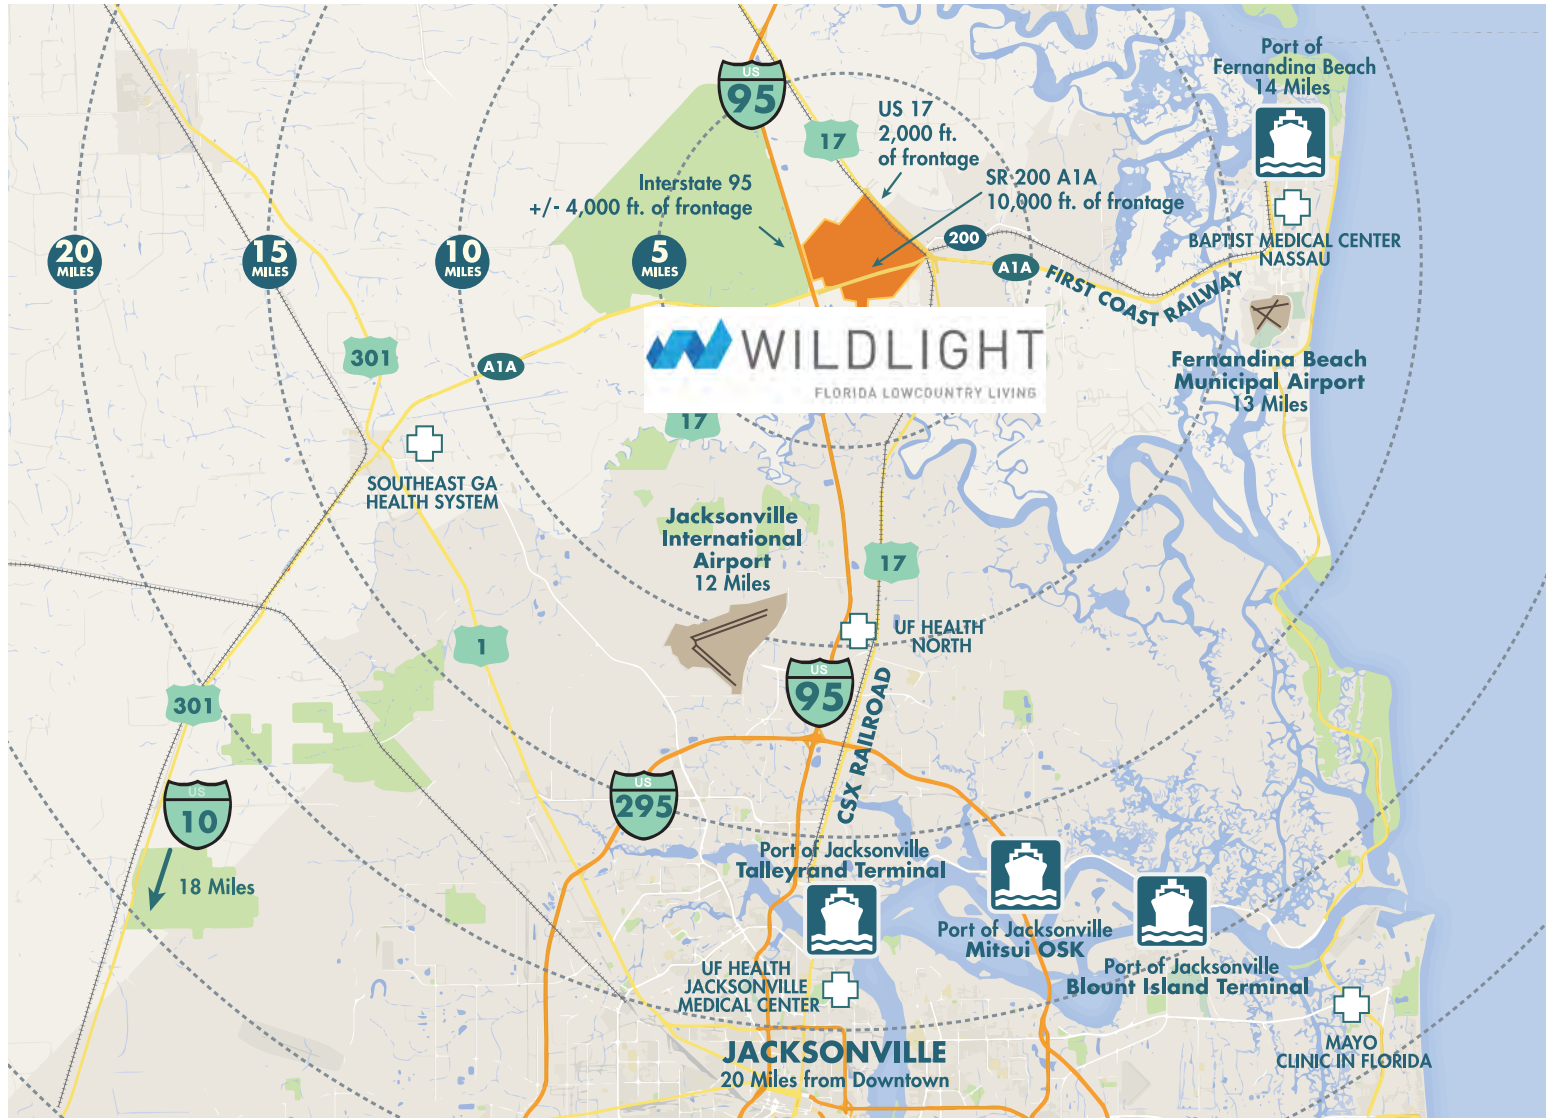 Port of
Fernandina Beach
14 Miles
US
95
US 17
2,000 ft.
of frontage
17
SR 200 A1A
10,000 ft. of frontage
Interstate 95
+/- 4,000 ft. of frontage
BAPTIST MEDICAL CENTER
NASSAU
20
MILES
15
MILES
10
MILES
5
MILES
200
A1A
FIRST COAST RAILWAY
WILDLIGHT
FLORIDA LOWCOUNTRY LIVING
301
A1A
Fernandina Beach
Municipal Airport
13 Miles
17
SOUTHEAST GA
HEALTH SYSTEM
Jacksonville
International
Airport
12 Miles
17
UF HEALTH
NORTH
1
US
95
301
CSX RAILROAD
US
10
18 Miles
US
295
Port of Jacksonville
Talleyrand Terminal
Port of Jacksonville
Mitsui OSK
Port of Jacksonville
Blount Island Terminal
UF HEALTH
JACKSONVILLE
MEDICAL CENTER
MAYO
CLINIC IN FLORIDA
JACKSONVILLE
20 Miles from Downtown